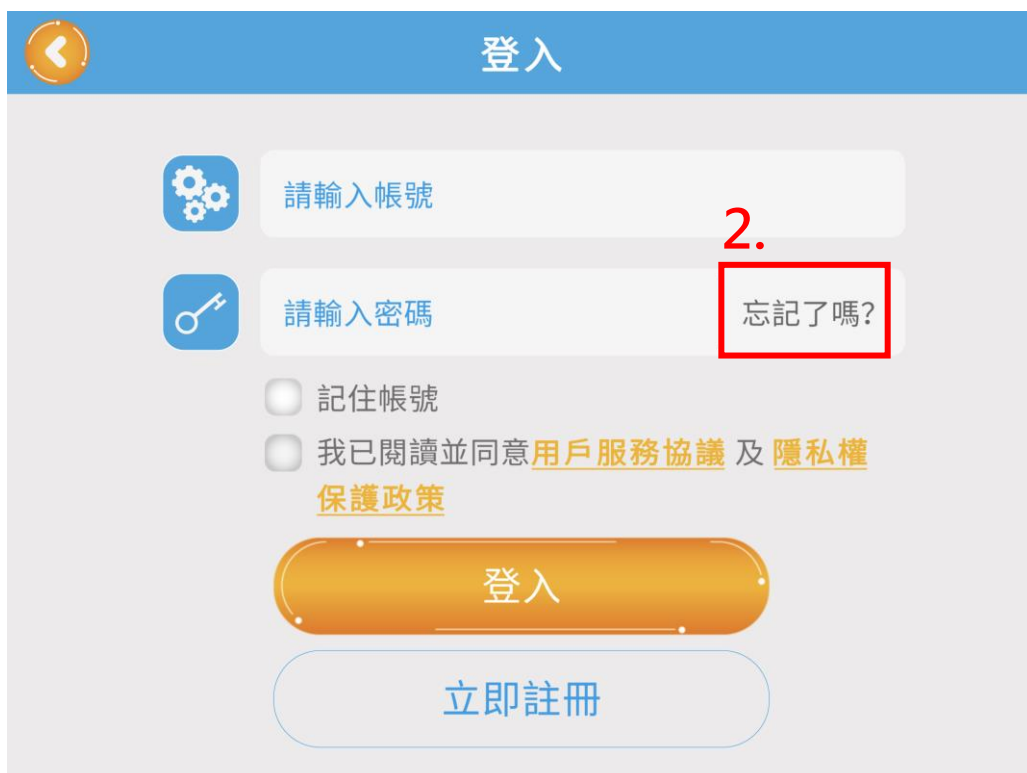 登入
請輸入帳號
2.
請輸入密碼 忘記了嗎?
記住帳號
我已閱讀並同意用戶服務協議 及 隱私權
保護政策
登入
立即註冊